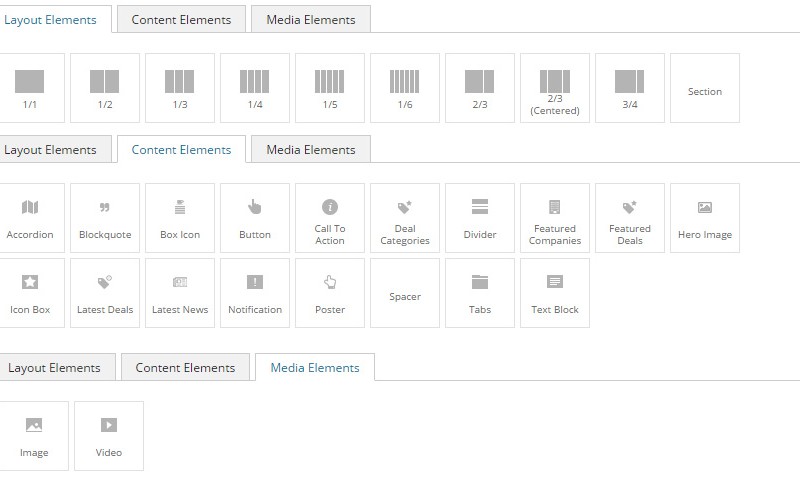 Layout Elements Content Elements Media Elements
1/1 1/2 1/3 1/4 1/5 1/6 2/3 2/3 (Centered) 3/4 Section
Layout Elements Content Elements Media Elements
Accordion Blockquote Box Icon Button Call To Action Deal Categories Divider Featured Companies Featured Deals Hero Image
Icon Box Latest Deals Latest News Notification Poster Spacer Tabs Text Block
Layout Elements Content Elements Media Elements
Image Video